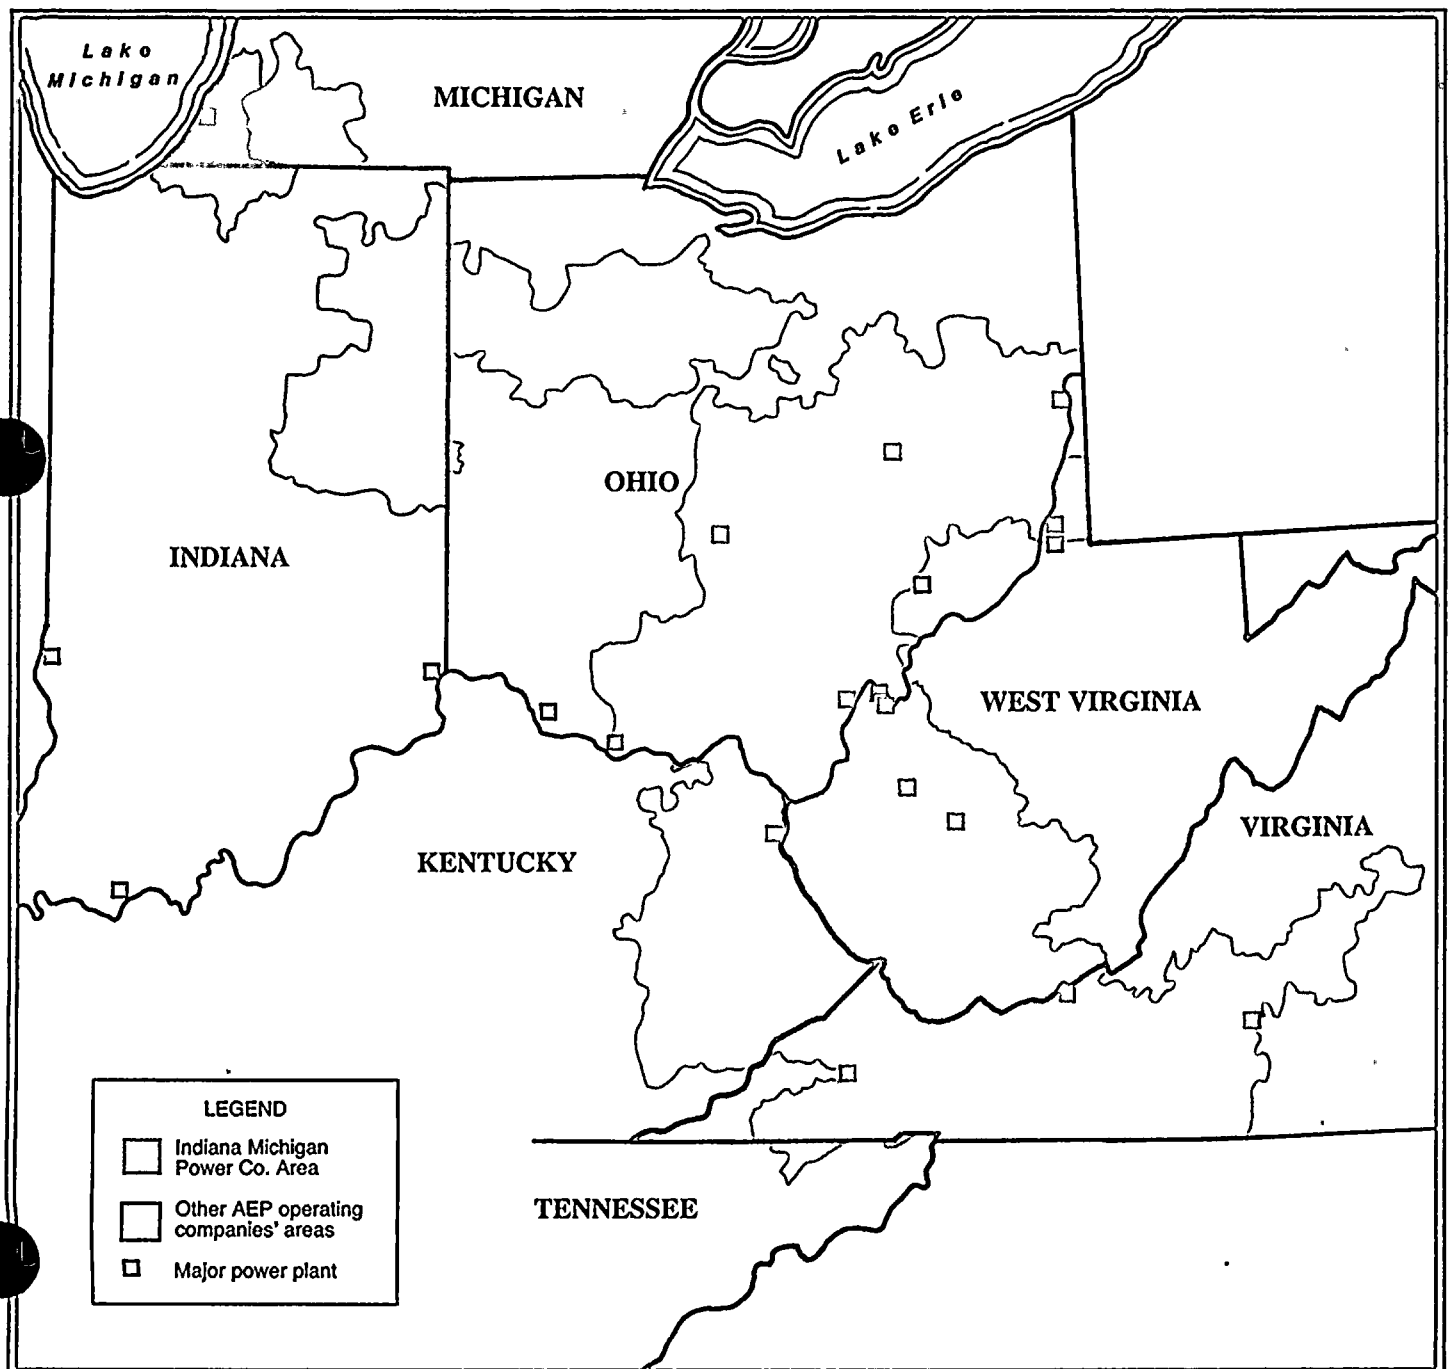 Lake
Michigan
MICHIGAN
Lake Erie
OHIO
INDIANA
WEST VIRGINIA
VIRGINIA
KENTUCKY
TENNESSEE
LEGEND
Indiana Michigan
Power Co. Area
Other AEP operating
companies' areas
Major power plant